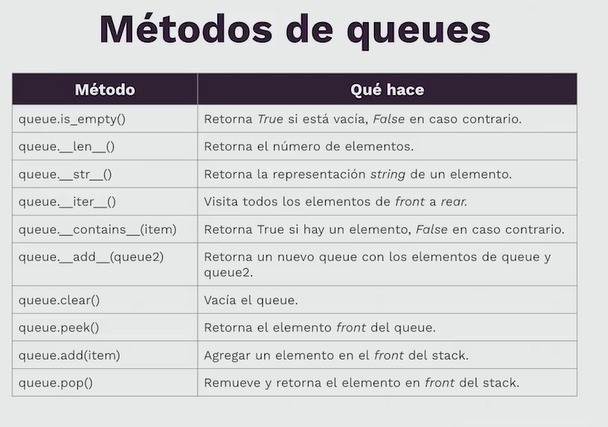 Métodos de queues
Método Qué hace
queue.is_empty() Retorna True si está vacía, False en caso contrario.
queue.__len__() Retorna el número de elementos.
queue.__str__() Retorna la representación string de un elemento.
queue.__iter__() Visita todos los elementos de front a rear.
queue.__contains__(item) Retorna True si hay un elemento, False en caso contrario.
queue.__add__(queue2) Retorna un nuevo queue con los elementos de queue y
queue2.
queue.clear() Vacía el queue.
queue.peek() Retorna el elemento front del queue.
queue.add(item) Agregar un elemento en el front del stack.
queue.pop() Remueve y retorna el elemento en front del stack.